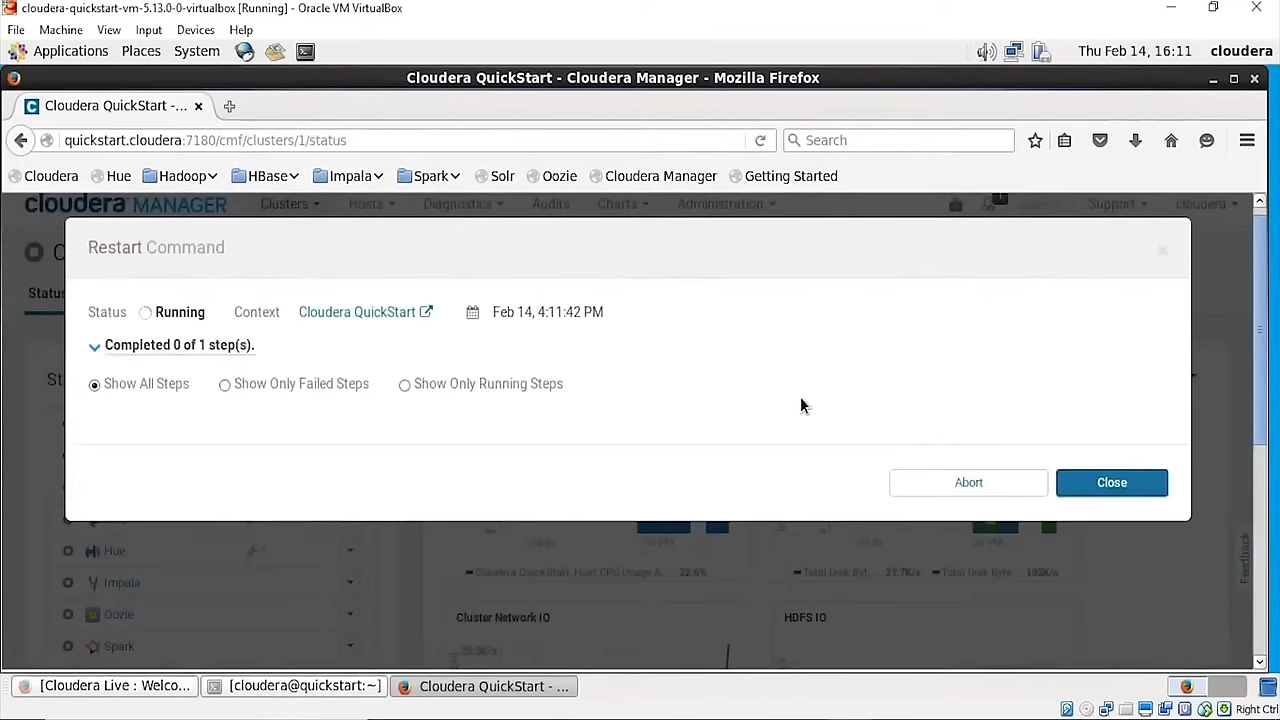 cloudera-quickstart-vm-5.13.0-0-virtualbox [Running] - Oracle VM VirtualBox
File Machine View Input Devices Help
Applications Places System Thu Feb 14, 16:11 cloudera
Cloudera QuickStart - Cloudera Manager - Mozilla Firefox
Cloudera QuickStart -...
quickstart.cloudera:7180/cmf/clusters/1/status Search
Cloudera Hue Hadoop HBase Impala Spark Solr Oozie Cloudera Manager Getting Started
cloudera MANAGER Clusters Hosts Diagnostics Audits Charts Administration Support cloudera
Restart Command
Status
Status Running Context Cloudera QuickStart Feb 14, 4:11:42 PM
Completed 0 of 1 step(s).
Show All Steps Show Only Failed Steps Show Only Running Steps
Abort Close
Hue
Cloudera QuickStart, Host CPU Usage A... 22.6% Total Disk Byt... 21.7K/s Total Disk Byte... 193K/s
Feedback
Impala
Oozie Cluster Network IO HDFS IO
Spark
[Cloudera Live : Welco... [cloudera@quickstart:~] Cloudera QuickStart - ...
Right Ctrl